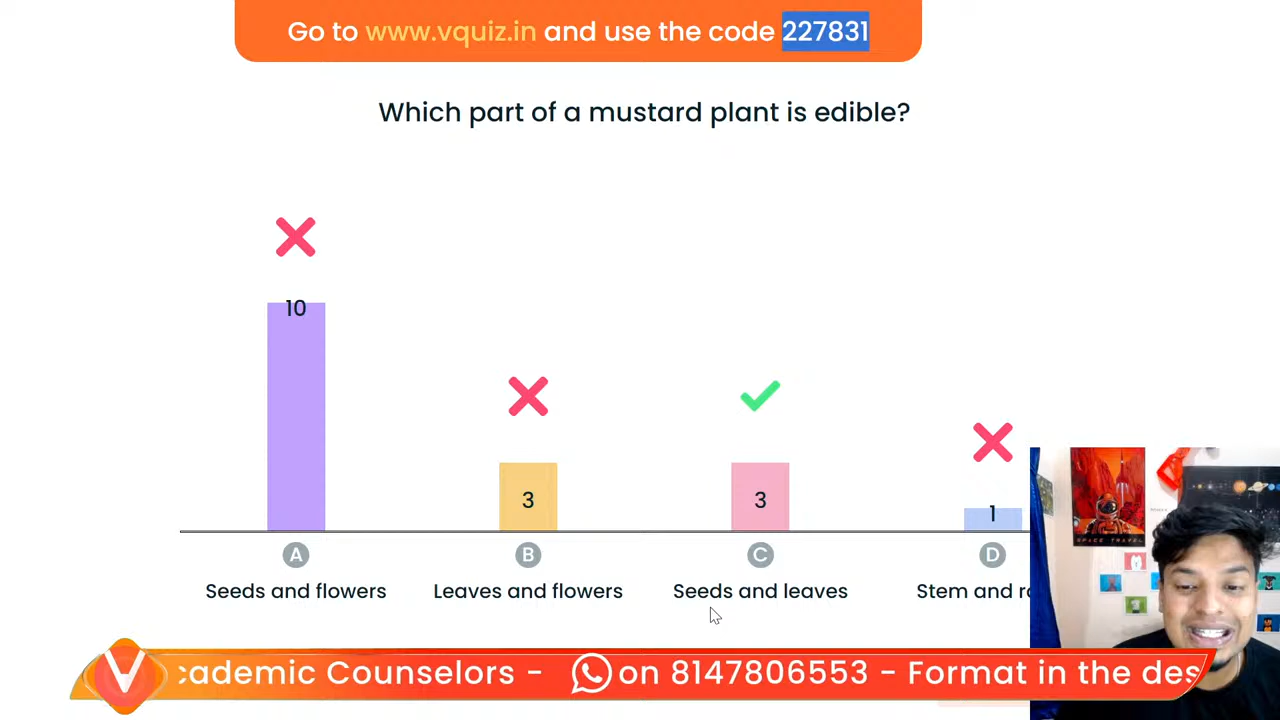 Go to www.vquiz.in and use the code 227831
Which part of a mustard plant is edible?
10
3
3
1
A
B
C
D
Seeds and flowers
Leaves and flowers
Seeds and leaves
Stem and
SPACE TRAVEL
V
cademic Counselors - on 8147806553 - Format in the des